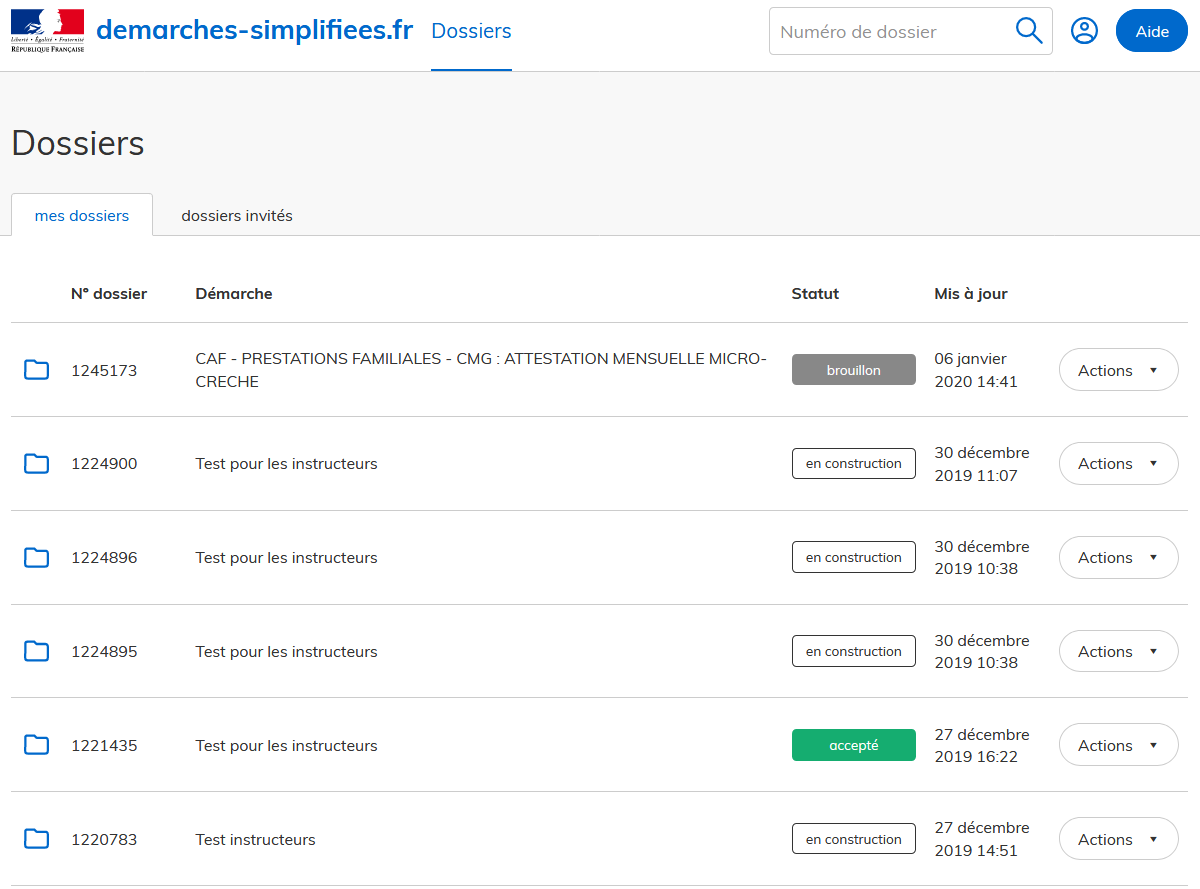 Liberté • Égalité • Fraternité
RÉPUBLIQUE FRANÇAISE
demarches-simplifiees.fr
Dossiers
Numéro de dossier
Aide
Dossiers
mes dossiers
dossiers invités
Nº dossier Démarche Statut Mis à jour
1245173
CAF - PRESTATIONS FAMILIALES - CMG : ATTESTATION MENSUELLE MICRO-
CRECHE
brouillon
06 janvier
2020 14:41
Actions
1224900
Test pour les instructeurs
en construction
30 décembre
2019 11:07
Actions
1224896
Test pour les instructeurs
en construction
30 décembre
2019 10:38
Actions
1224895
Test pour les instructeurs
en construction
30 décembre
2019 10:38
Actions
1221435
Test pour les instructeurs
accepté
27 décembre
2019 16:22
Actions
1220783
Test instructeurs
en construction
27 décembre
2019 14:51
Actions